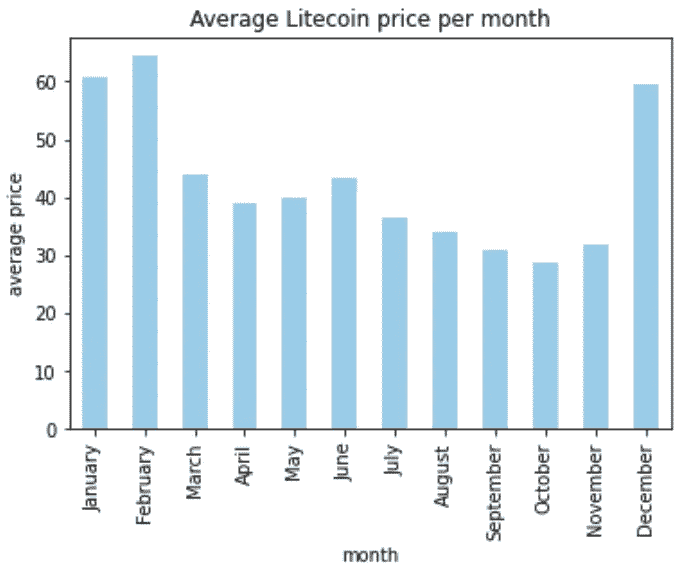 Average Litecoin price per month
average price
60
50
40
30
20
10
0
January
February
March
April
May
June
July
August
September
October
November
December
month